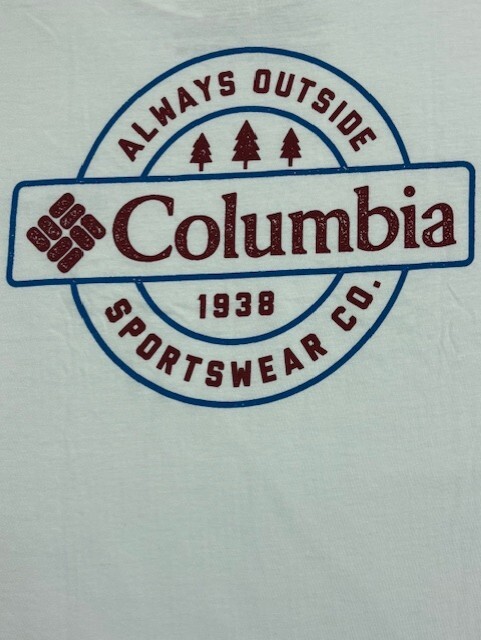 ALWAYS OUTSIDE
Columbia
1938
SPORTSWEAR CO.